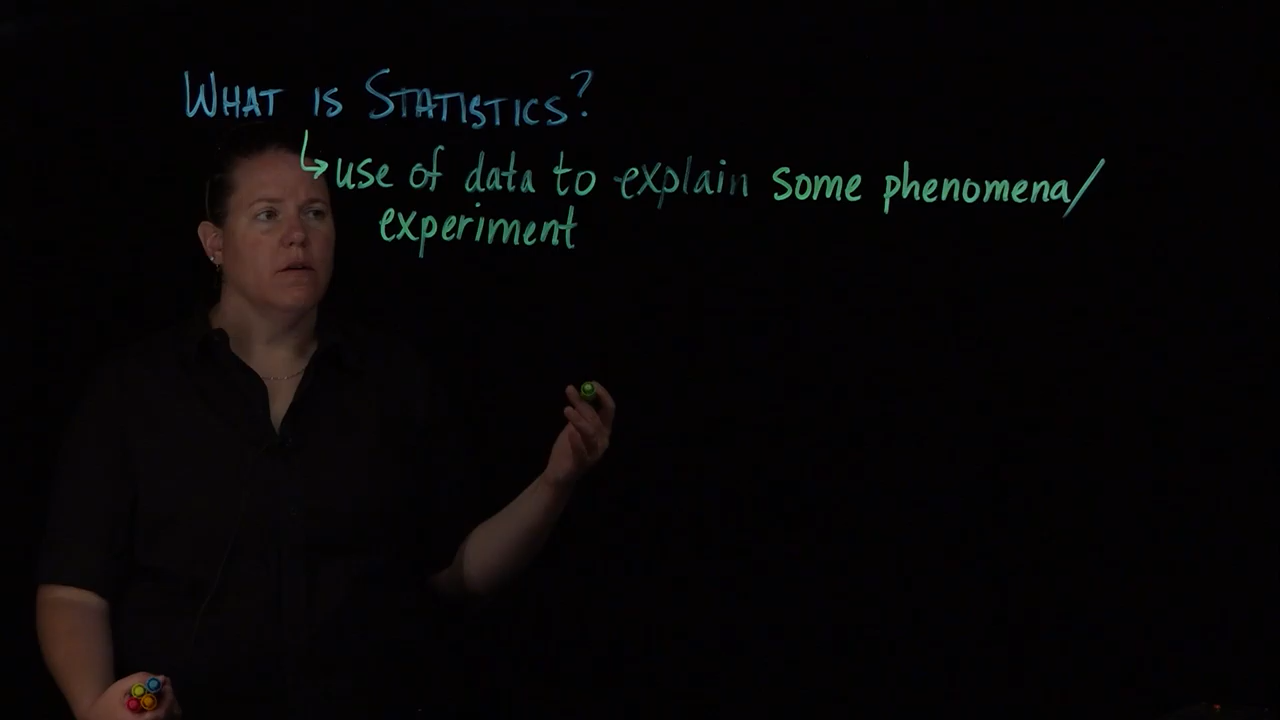 WHAT IS STATISTICS?
↳use of data to explain some phenomena/
experiment